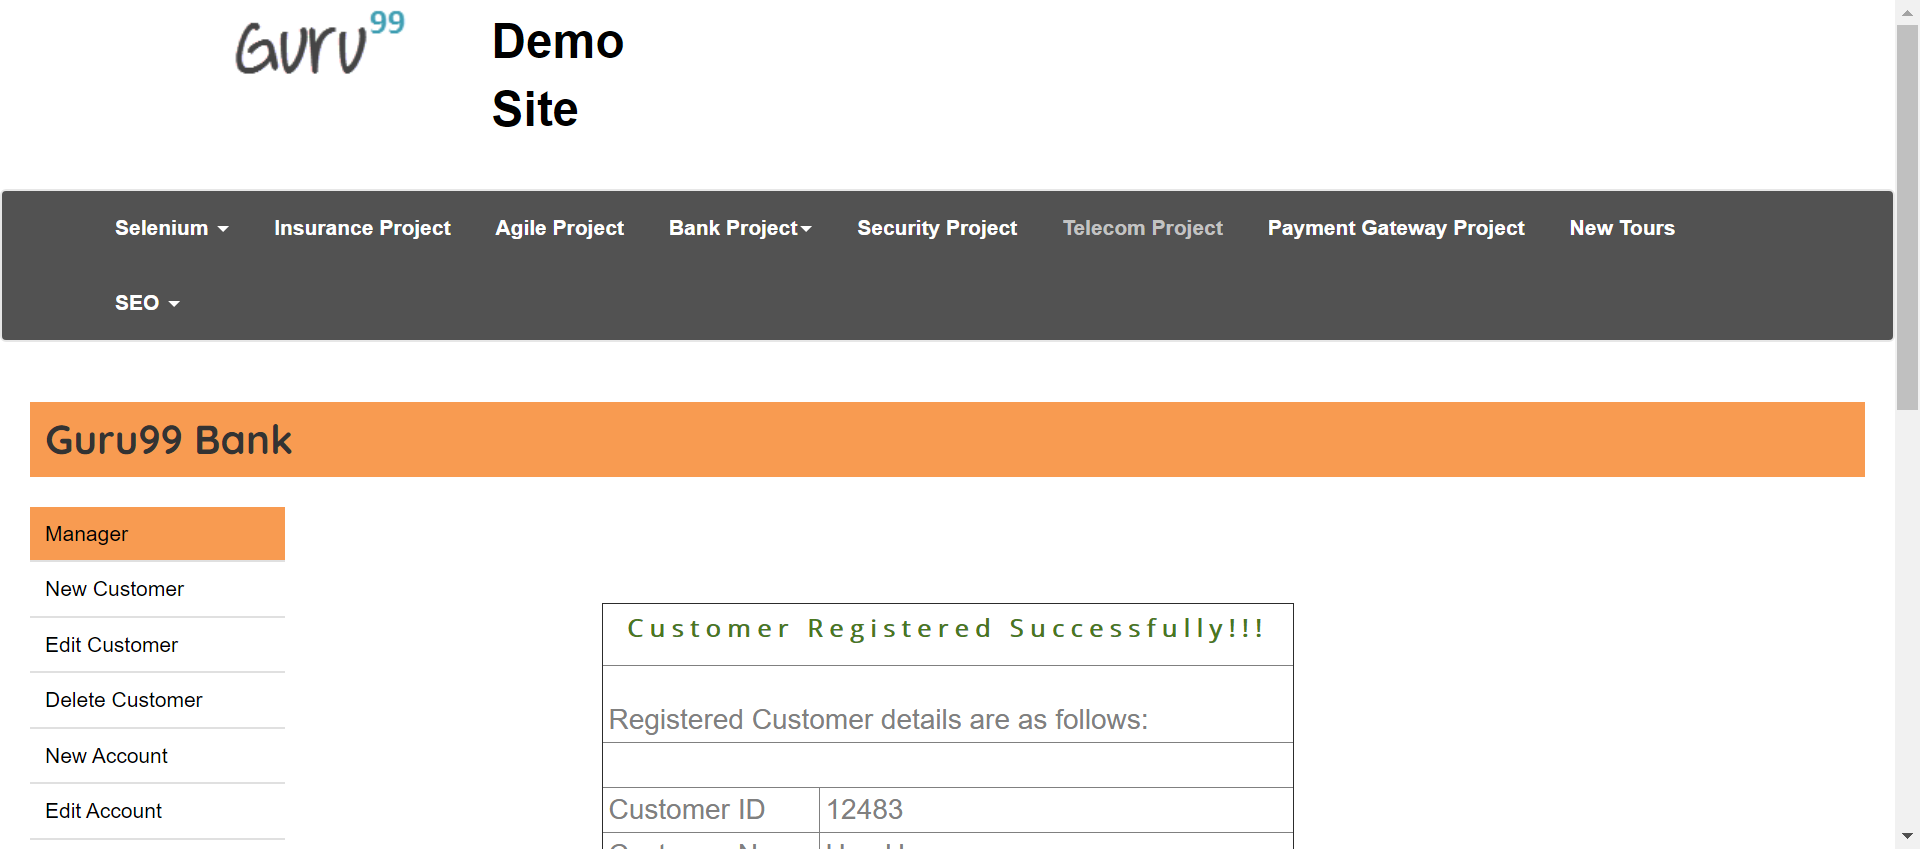 Guru99
Demo
Site
Selenium
Insurance Project
Agile Project
Bank Project
Security Project
Telecom Project
Payment Gateway Project
New Tours
SEO
Guru99 Bank
Manager
New Customer
Edit Customer
Delete Customer
New Account
Edit Account
Customer Registered Successfully!!!
Registered Customer details are as follows:
Customer ID 12483